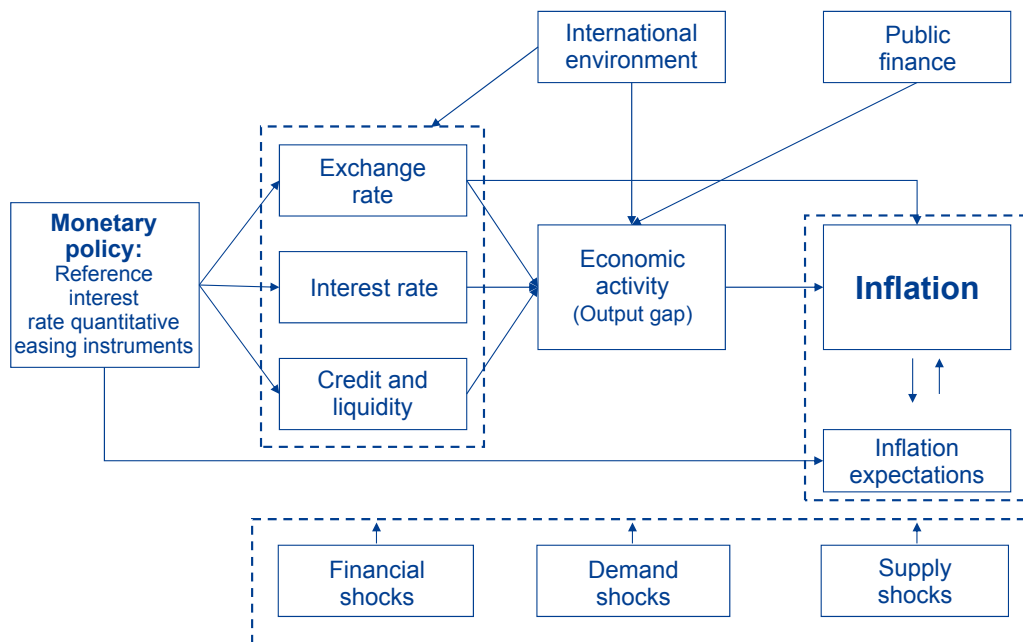 International
environment
Public
finance
Exchange
rate
Monetary
policy:
Reference
interest
rate quantitative
easing instruments
Interest rate
Economic
activity
(Output gap)
Inflation
Credit and
liquidity
Inflation
expectations
Financial
shocks
Demand
shocks
Supply
shocks